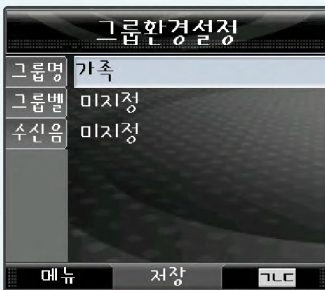 그룹환경설정
그룹명 가족
그룹벨 미지정
수신음 미지정
메뉴 저장 ㄱㄴㄷ